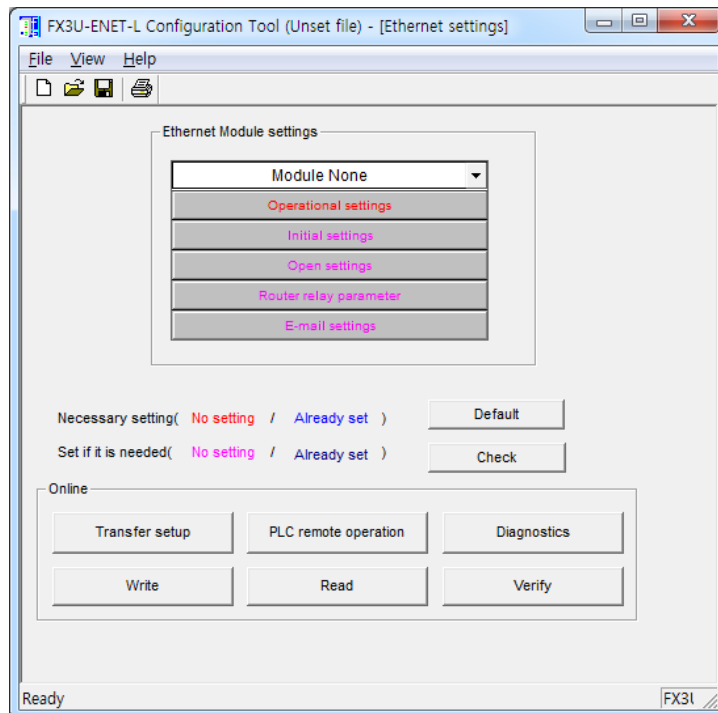 FX3U-ENET-L Configuration Tool (Unset file) - [Ethernet settings]
File View Help
Ethernet Module settings
Module None
Operational settings
Initial settings
Open settings
Router relay parameter
E-mail settings
Necessary setting( No setting / Already set ) Default
Set if it is needed( No setting / Already set ) Check
Online
Transfer setup PLC remote operation Diagnostics
Write Read Verify
Ready